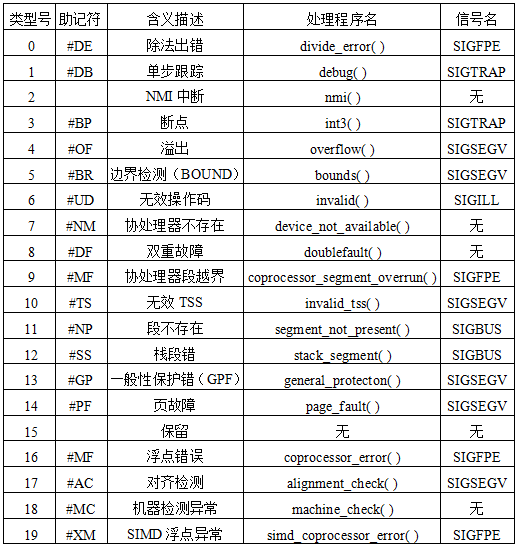 类型号 助记符 含义描述 处理程序名 信号名
0 #DE 除法出错 divide_error( ) SIGFPE
1 #DB 单步跟踪 debug( ) SIGTRAP
2 NMI 中断 nmi( ) 无
3 #BP 断点 int3( ) SIGTRAP
4 #OF 溢出 overflow( ) SIGSEGV
5 #BR 边界检测（BOUND） bounds( ) SIGSEGV
6 #UD 无效操作码 invalid( ) SIGILL
7 #NM 协处理器不存在 device_not_available( ) 无
8 #DF 双重故障 doublefault( ) 无
9 #MF 协处理器段越界 coprocessor_segment_overrun( ) SIGFPE
10 #TS 无效 TSS invalid_tss( ) SIGSEGV
11 #NP 段不存在 segment_not_present( ) SIGBUS
12 #SS 栈段错 stack_segment( ) SIGBUS
13 #GP 一般性保护错（GPF） general_protecton( ) SIGSEGV
14 #PF 页故障 page_fault( ) SIGSEGV
15 保留 无 无
16 #MF 浮点错误 coprocessor_error( ) SIGFPE
17 #AC 对齐检测 alignment_check( ) SIGSEGV
18 #MC 机器检测异常 machine_check( ) 无
19 #XM SIMD 浮点异常 simd_coprocessor_error( ) SIGFPE